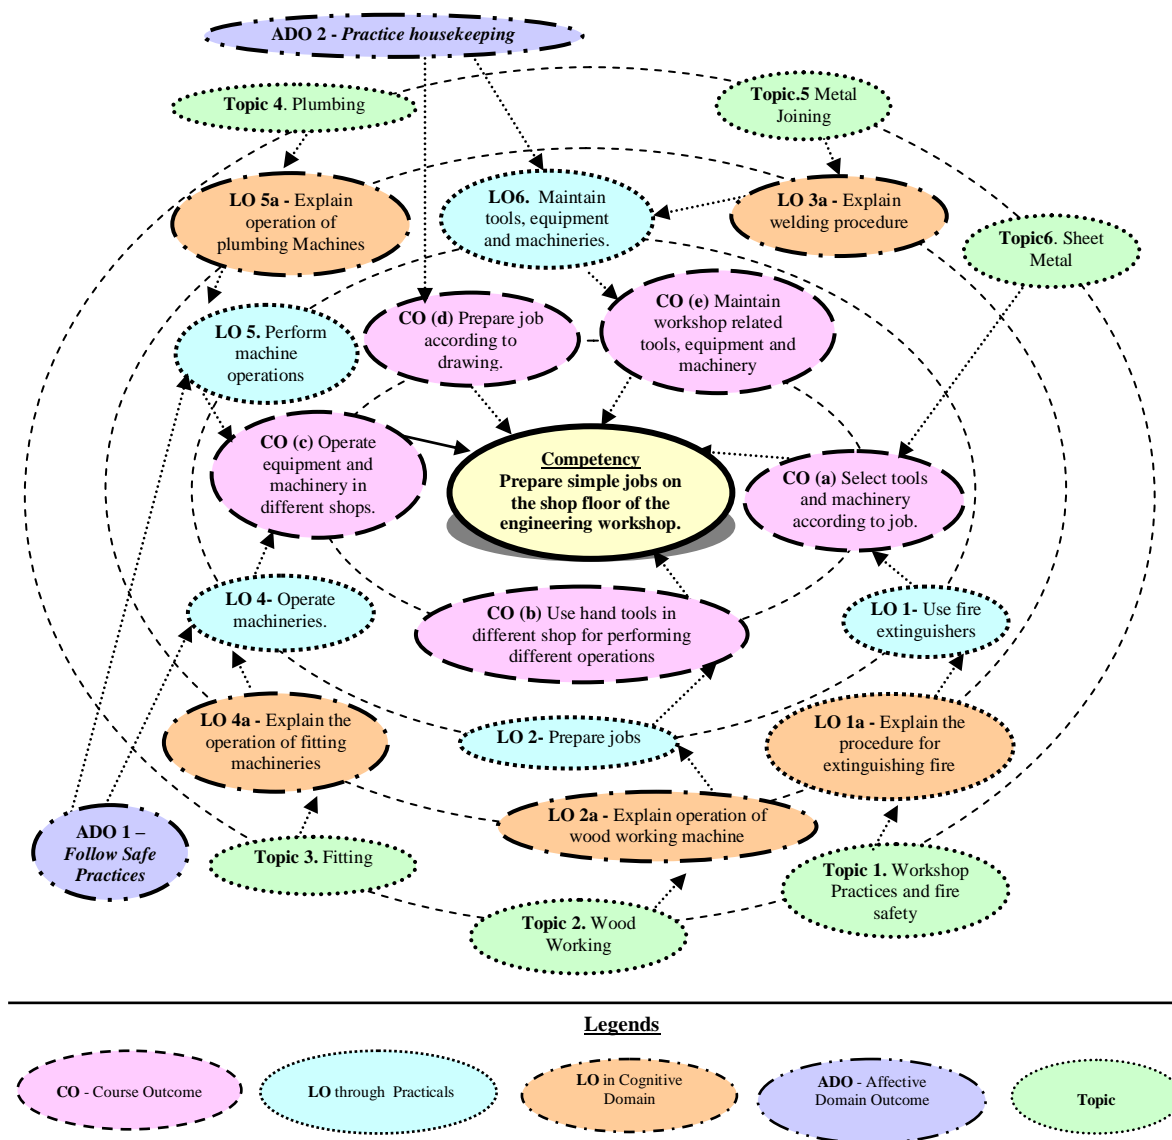 ADO 2 - Practice housekeeping
Topic 4. Plumbing
Topic.5 Metal
Joining
LO 5a - Explain
operation of
plumbing Machines
LO6. Maintain
tools, equipment
and machineries.
LO 3a - Explain
welding procedure
Topic6. Sheet
Metal
LO 5. Perform
machine
operations
CO (d) Prepare job
according to
drawing.
CO (e) Maintain
workshop related
tools, equipment and
machinery
CO (c) Operate
equipment and
machinery in
different shops.
Competency
Prepare simple jobs on
the shop floor of the
engineering workshop.
CO (a) Select tools
and machinery
according to job.
LO 4- Operate
machineries.
CO (b) Use hand tools in
different shop for performing
different operations
LO 1- Use fire
extinguishers
LO 4a - Explain the
operation of fitting
machineries
LO 2- Prepare jobs
LO 1a - Explain the
procedure for
extinguishing fire
ADO 1 –
Follow Safe
Practices
LO 2a - Explain operation of
wood working machine
Topic 3. Fitting
Topic 1. Workshop
Practices and fire
safety
Topic 2. Wood
Working
Legends
CO - Course Outcome
LO through Practicals
LO in Cognitive
Domain
ADO - Affective
Domain Outcome
Topic